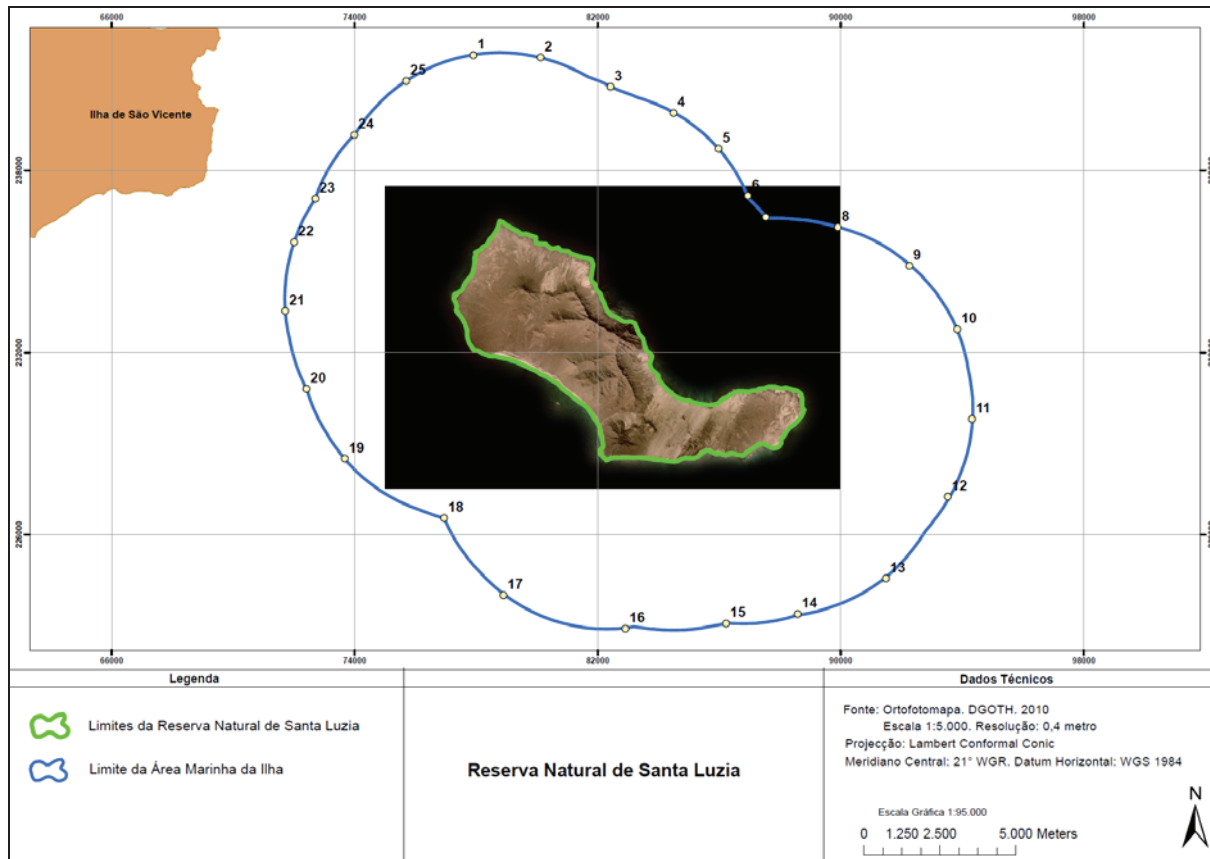 66000 74000 82000 90000 98000
Ilha de São Vicente
1
2
3
4
5
6
8
9
10
11
12
13
14
15
16
17
18
19
20
21
22
23
24
25
238000
232000
226000
66000 74000 82000 90000 98000
Legenda
Limites da Reserva Natural de Santa Luzia
Limite da Área Marinha da Ilha
Reserva Natural de Santa Luzia
Dados Técnicos
Fonte: Ortofotomapa. DGOTH. 2010
Escala 1:5.000. Resolução: 0,4 metro
Projecção: Lambert Conformal Conic
Meridiano Central: 21° WGR. Datum Horizontal: WGS 1984
N
Escala Gráfica 1:95.000
0 1.250 2.500 5.000 Meters